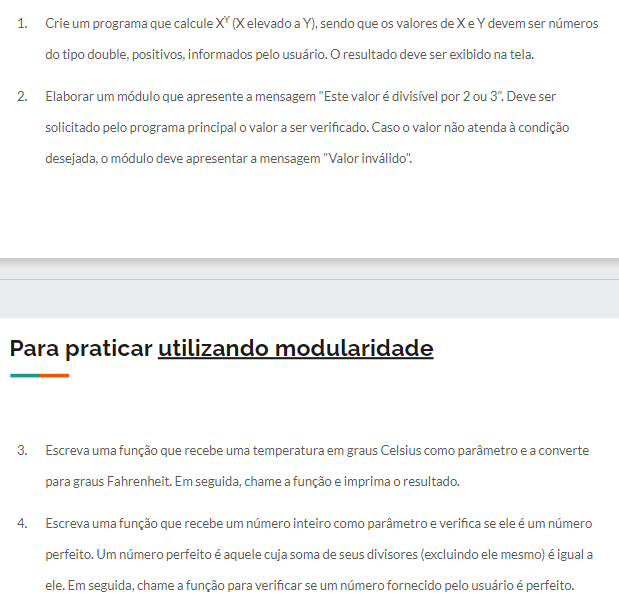 1. Crie um programa que calcule Xʸ (X elevado a Y), sendo que os valores de X e Y devem ser números
do tipo double, positivos, informados pelo usuário. O resultado deve ser exibido na tela.
2. Elaborar um módulo que apresente a mensagem "Este valor é divisível por 2 ou 3". Deve ser
solicitado pelo programa principal o valor a ser verificado. Caso o valor não atenda à condição
desejada, o módulo deve apresentar a mensagem "Valor inválido".
Para praticar utilizando modularidade
3. Escreva uma função que recebe uma temperatura em graus Celsius como parâmetro e a converte
para graus Fahrenheit. Em seguida, chame a função e imprima o resultado.
4. Escreva uma função que recebe um número inteiro como parâmetro e verifica se ele é um número
perfeito. Um número perfeito é aquele cuja soma de seus divisores (excluindo ele mesmo) é igual a
ele. Em seguida, chame a função para verificar se um número fornecido pelo usuário é perfeito.